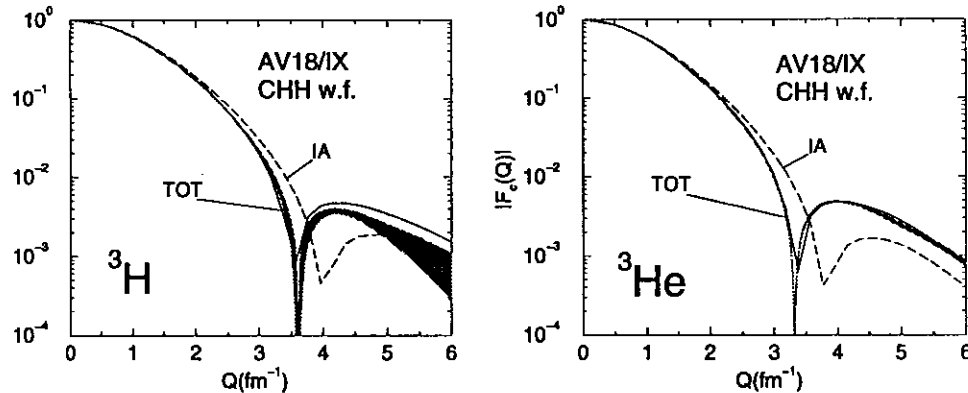 10⁰
10⁻¹
10⁻²
10⁻³
10⁻⁴
AV18/IX
CHH w.f.
IA
TOT
³H
0 1 2 3 4 5 6
Q(fm⁻¹)
|F_c(Q)|
10⁰
10⁻¹
10⁻²
10⁻³
10⁻⁴
AV18/IX
CHH w.f.
IA
TOT
³He
0 1 2 3 4 5 6
Q(fm⁻¹)